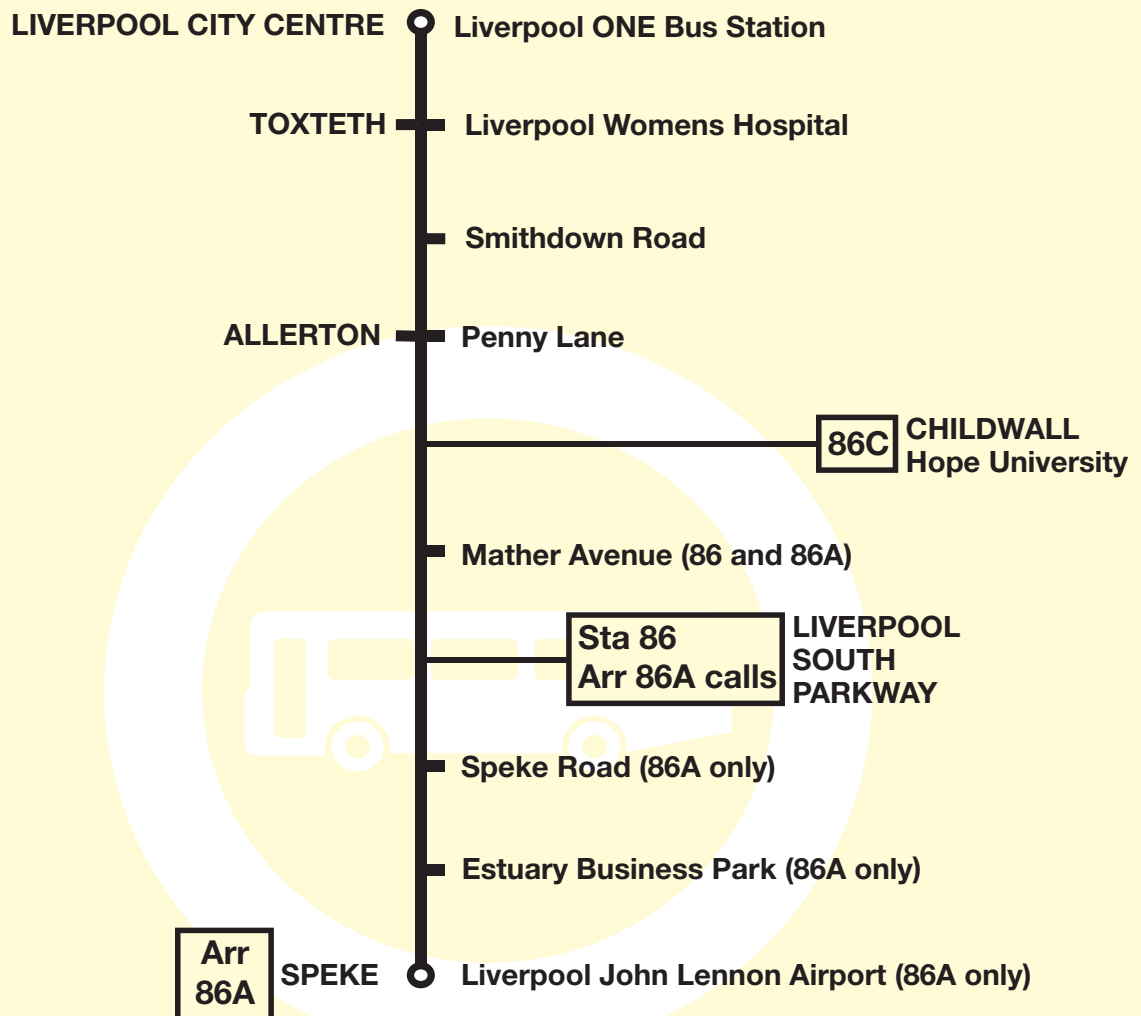 LIVERPOOL CITY CENTRE Liverpool ONE Bus Station
TOXTETH Liverpool Womens Hospital
Smithdown Road
ALLERTON Penny Lane
86C CHILDWALL
Hope University
Mather Avenue (86 and 86A)
Sta 86
Arr 86A calls
LIVERPOOL
SOUTH
PARKWAY
Speke Road (86A only)
Estuary Business Park (86A only)
Arr
86A
SPEKE Liverpool John Lennon Airport (86A only)